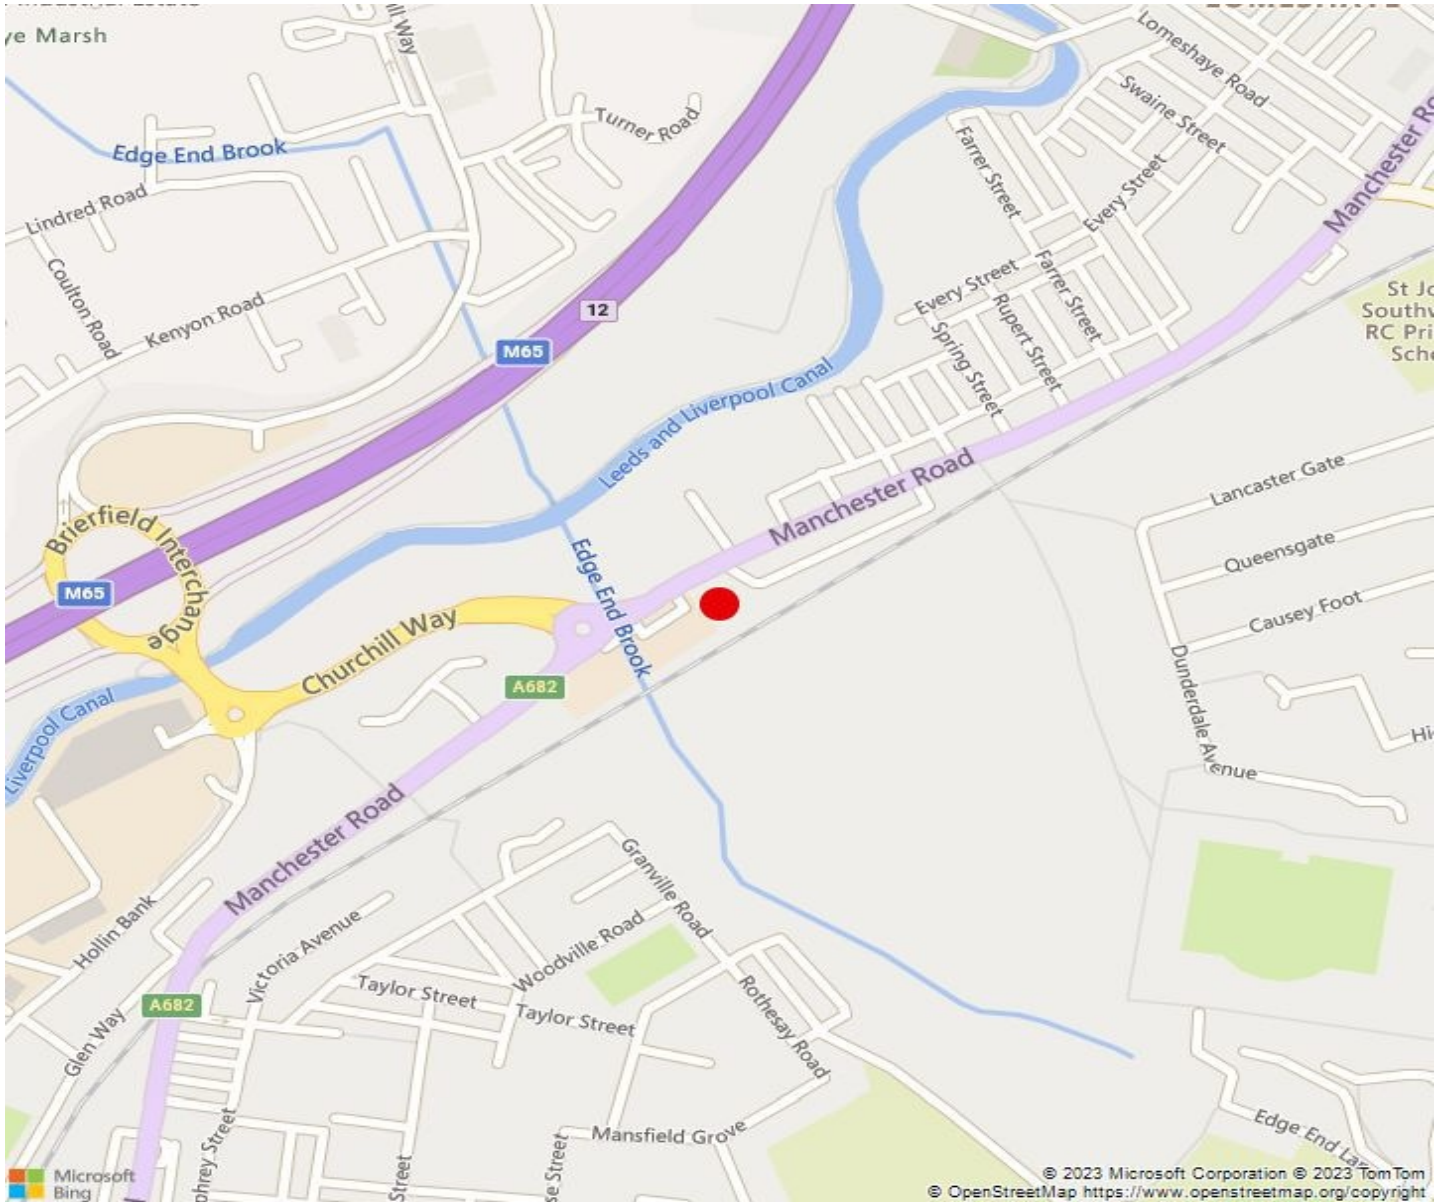 ye Marsh
Lomeshaye Road
Swaine Street
Turner Road
Edge End Brook
Lindred Road
Farrer Street
Every Street
Manchester Ro
Coulton Road
Kenyon Road
12
M65
Every Street
Farrer Street
Rupert Street
Spring Street
St Jo
Southw
RC Pri
Scho
Leeds and Liverpool Canal
Manchester Road
Lancaster Gate
Queensgate
Causey Foot
Brierfield Interchange
M65
Edge End Brook
Churchill Way
A682
Dunderdale Avenue
Liverpool Canal
Manchester Road
Granville Road
Hollin Bank
Victoria Avenue
Woodville Road
Taylor Street
Taylor Street
A682
Glen Way
Rothesay Road
Mansfield Grove
phrey Street
Street
se Street
Edge End Lan
Microsoft
Bing
© 2023 Microsoft Corporation © 2023 TomTom
© OpenStreetMap https://www.openstreetmap.org/copyright